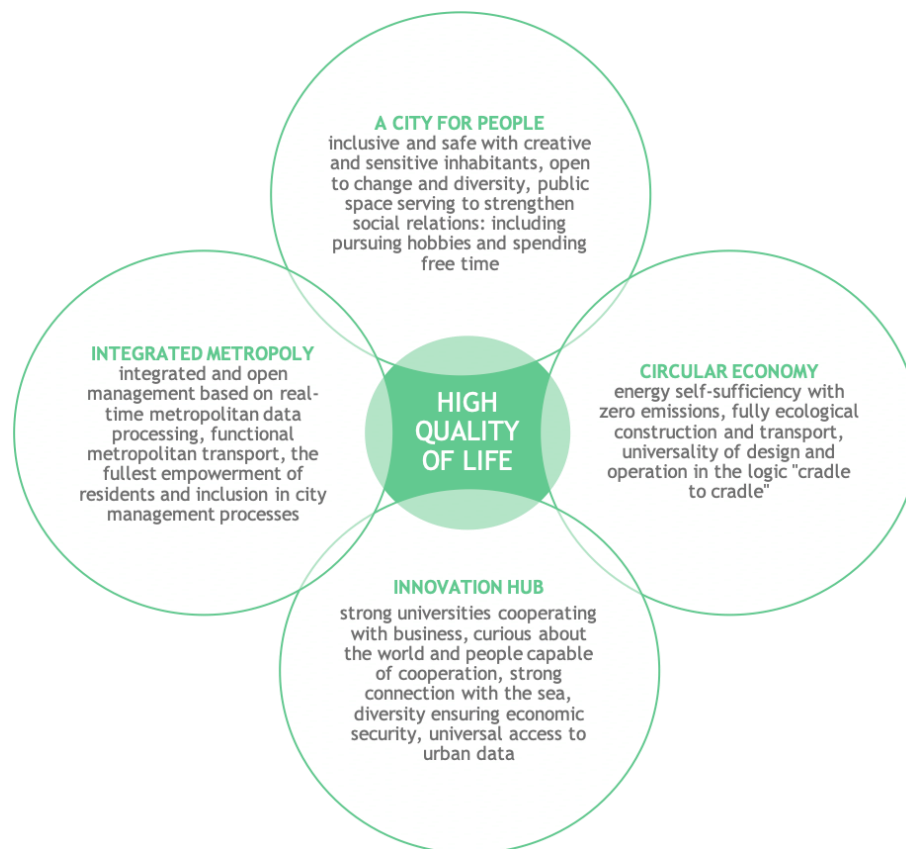 A CITY FOR PEOPLE
inclusive and safe with creative
and sensitive inhabitants, open
to change and diversity, public
space serving to strengthen
social relations: including
pursuing hobbies and spending
free time
INTEGRATED METROPOLY
integrated and open
management based on real-
time metropolitan data
processing, functional
metropolitan transport, the
fullest empowerment of
residents and inclusion in city
management processes
HIGH
QUALITY
OF LIFE
CIRCULAR ECONOMY
energy self-sufficiency with
zero emissions, fully ecological
construction and transport,
universality of design and
operation in the logic "cradle
to cradle"
INNOVATION HUB
strong universities cooperating
with business, curious about
the world and people capable
of cooperation, strong
connection with the sea,
diversity ensuring economic
security, universal access to
urban data